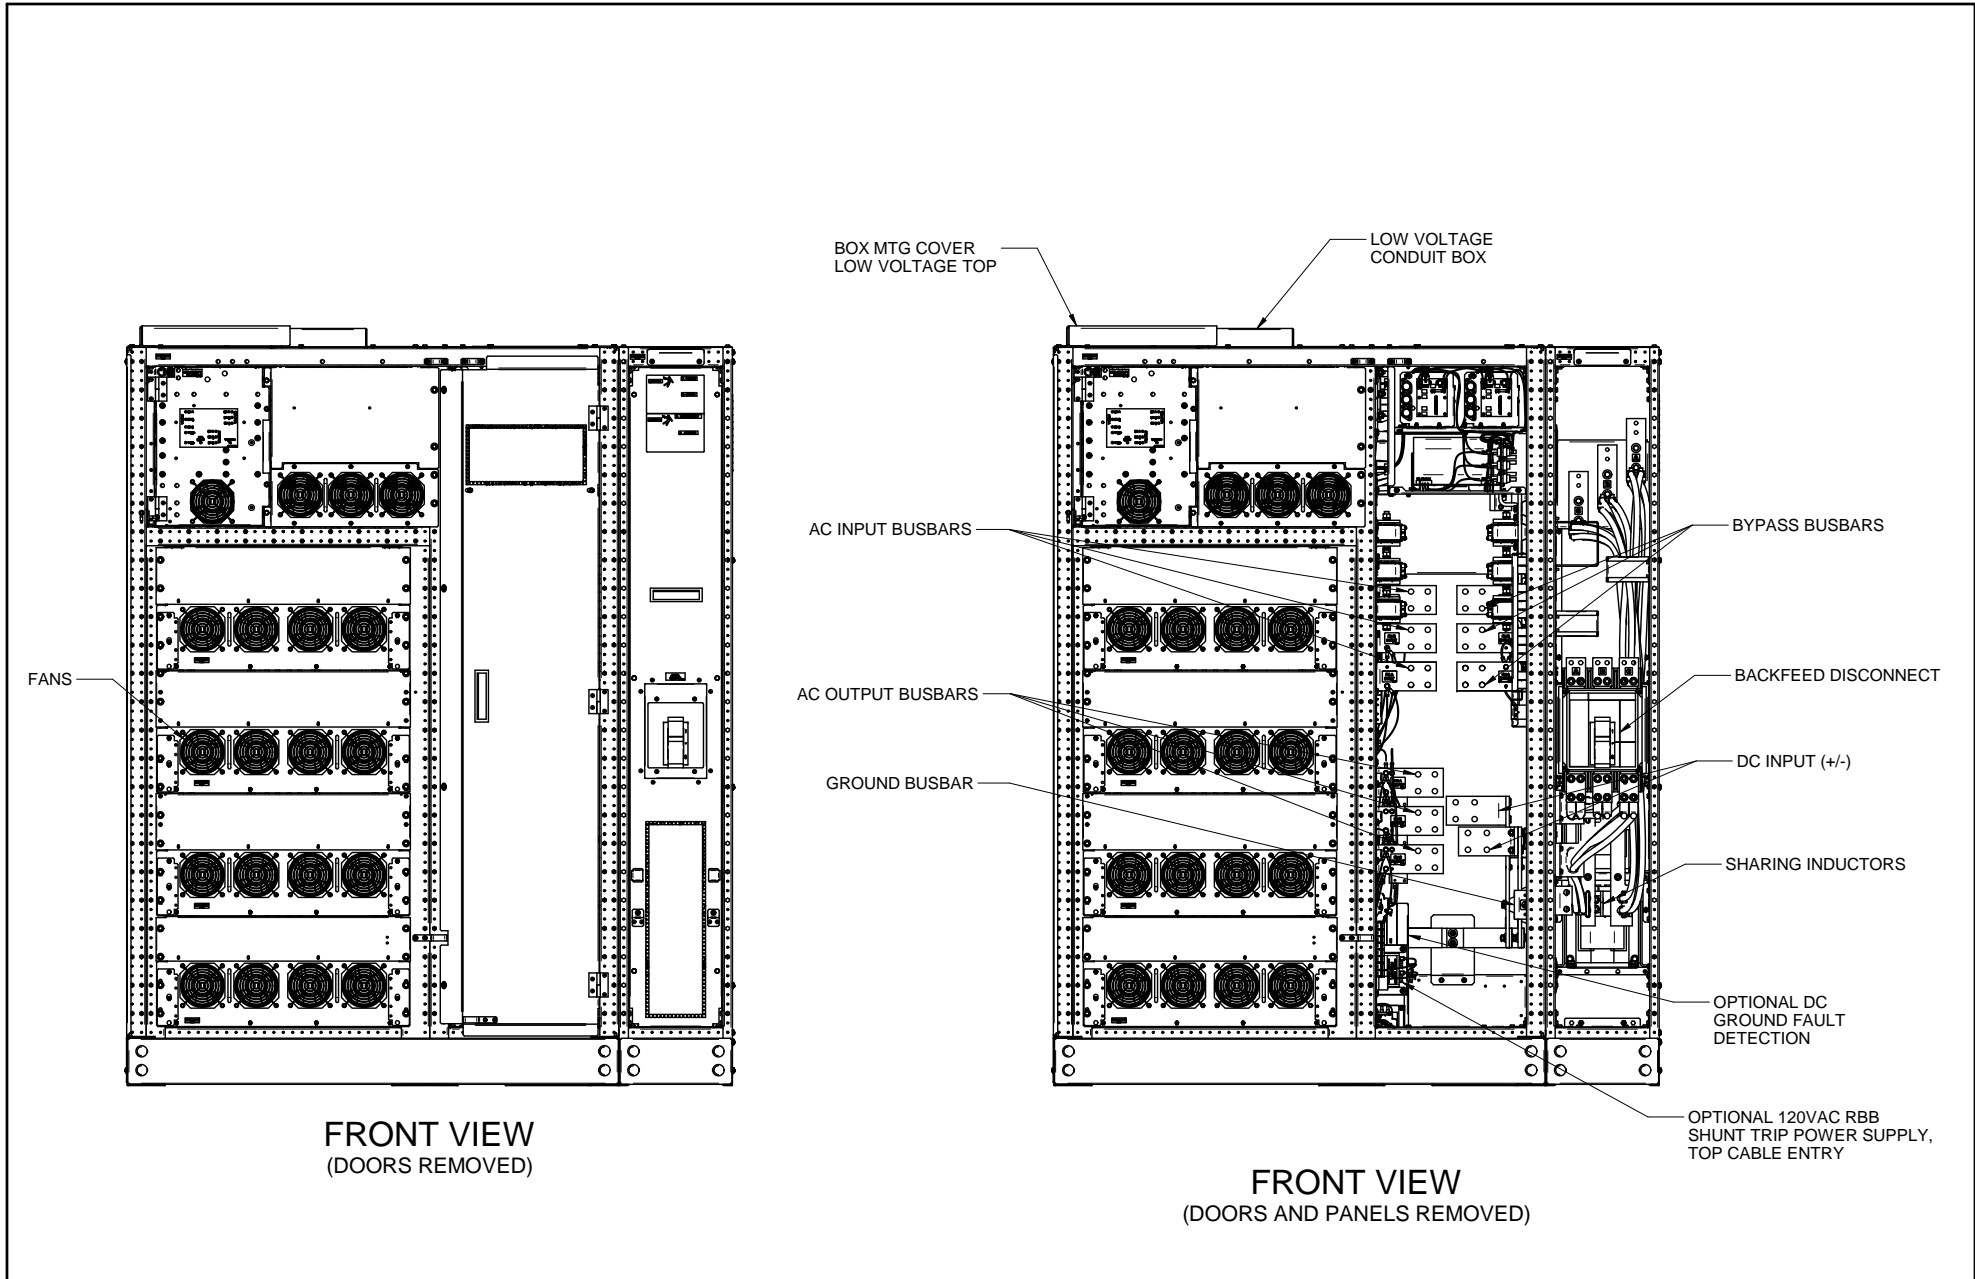 BOX MTG COVER
LOW VOLTAGE TOP
LOW VOLTAGE
CONDUIT BOX
AC INPUT BUSBARS
BYPASS BUSBARS
FANS
AC OUTPUT BUSBARS
BACKFEED DISCONNECT
DC INPUT (+/-)
GROUND BUSBAR
SHARING INDUCTORS
OPTIONAL DC
GROUND FAULT
DETECTION
OPTIONAL 120VAC RBB
SHUNT TRIP POWER SUPPLY,
TOP CABLE ENTRY
FRONT VIEW
(DOORS REMOVED)
FRONT VIEW
(DOORS AND PANELS REMOVED)